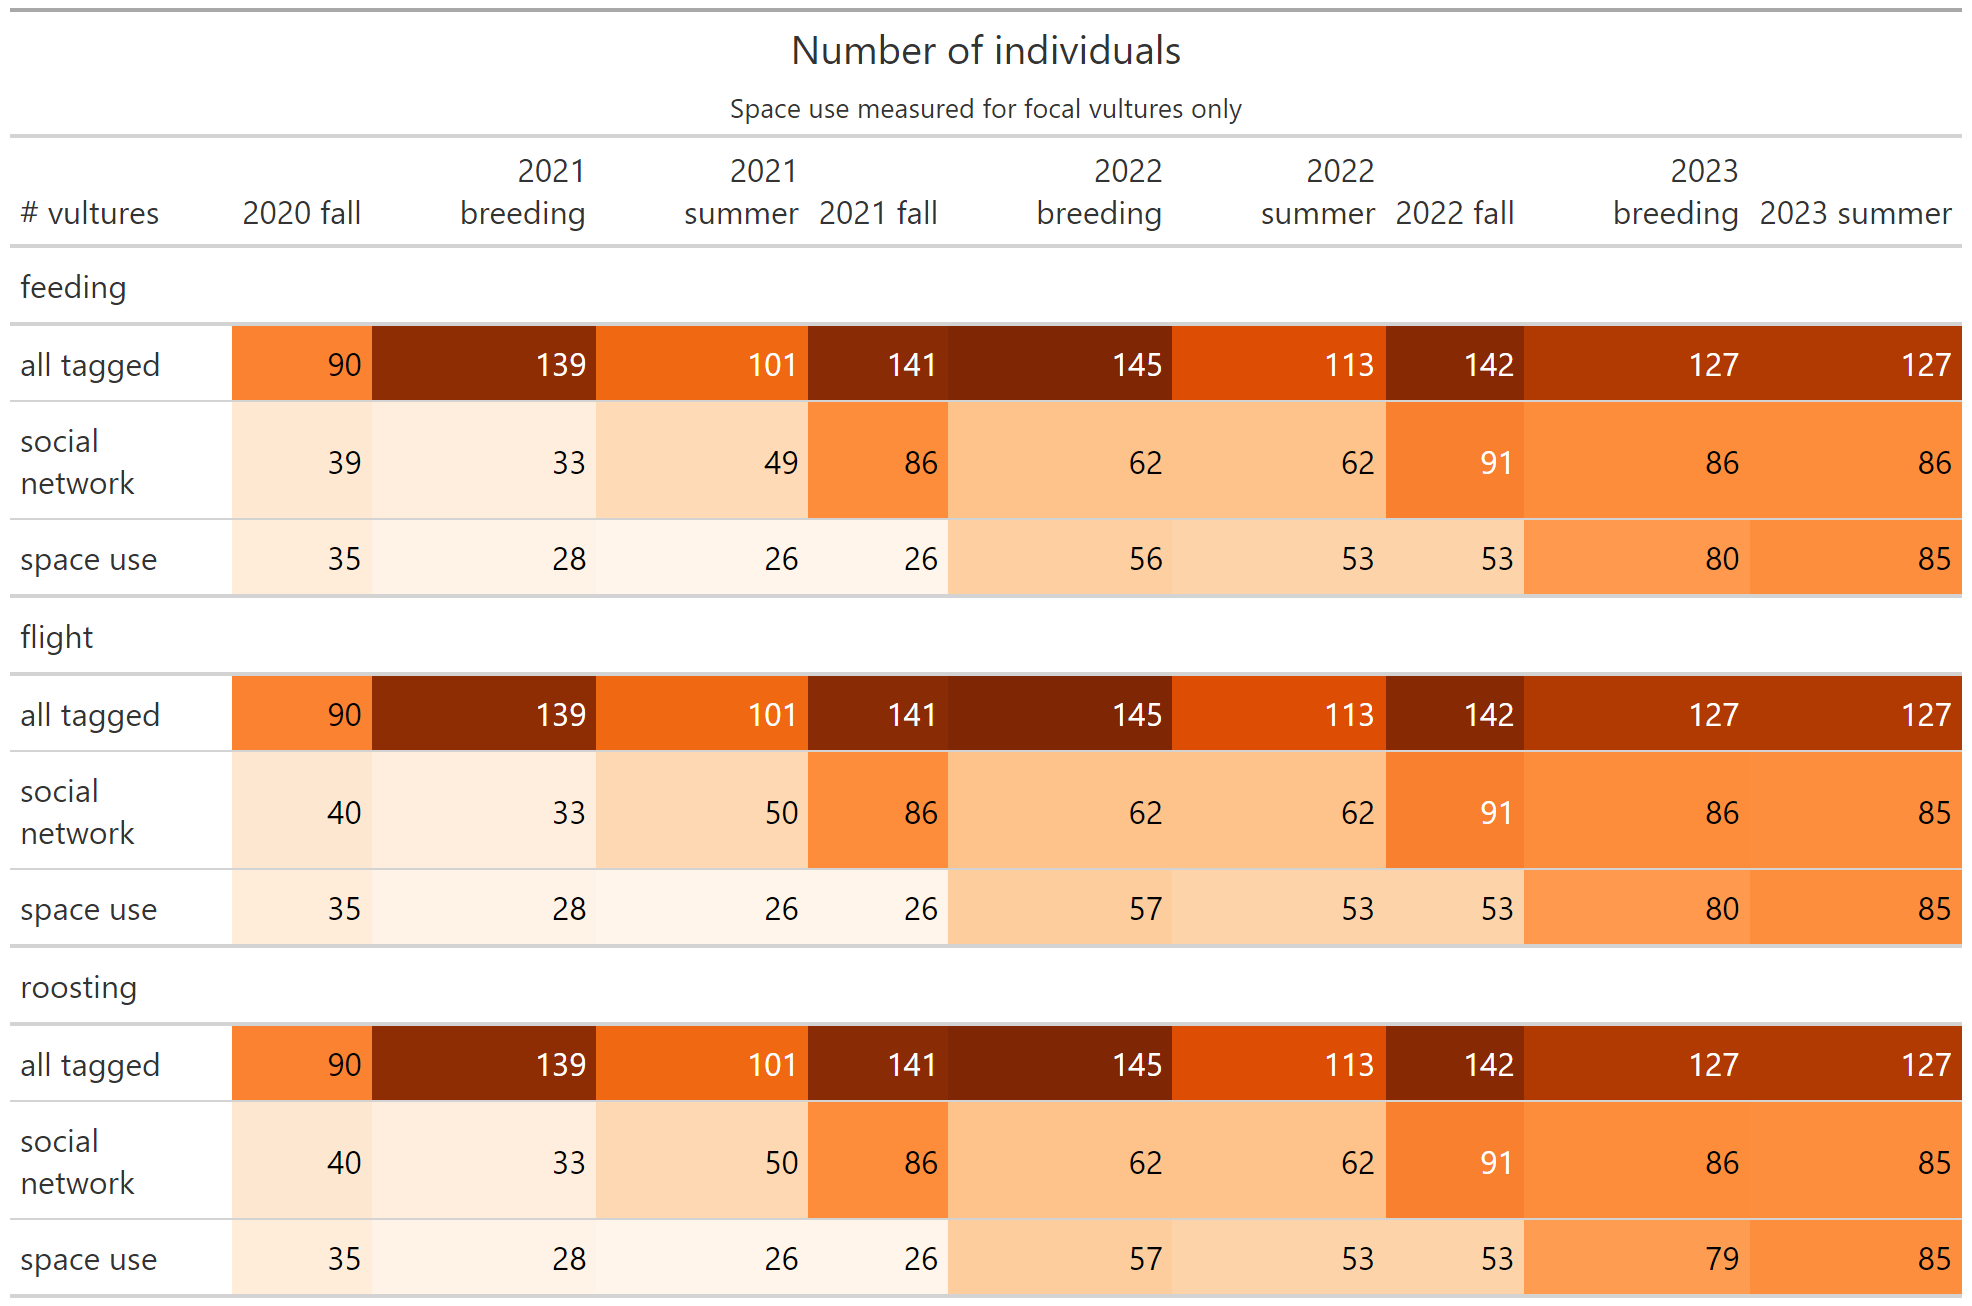 Number of individuals
Space use measured for focal vultures only
# vultures 2020 fall 2021 breeding 2021 summer 2021 fall 2022 breeding 2022 summer 2022 fall 2023 breeding 2023 summer
feeding
all tagged 90 139 101 141 145 113 142 127 127
social network 39 33 49 86 62 62 91 86 86
space use 35 28 26 26 56 53 53 80 85
flight
all tagged 90 139 101 141 145 113 142 127 127
social network 40 33 50 86 62 62 91 86 85
space use 35 28 26 26 57 53 53 80 85
roosting
all tagged 90 139 101 141 145 113 142 127 127
social network 40 33 50 86 62 62 91 86 85
space use 35 28 26 26 57 53 53 79 85